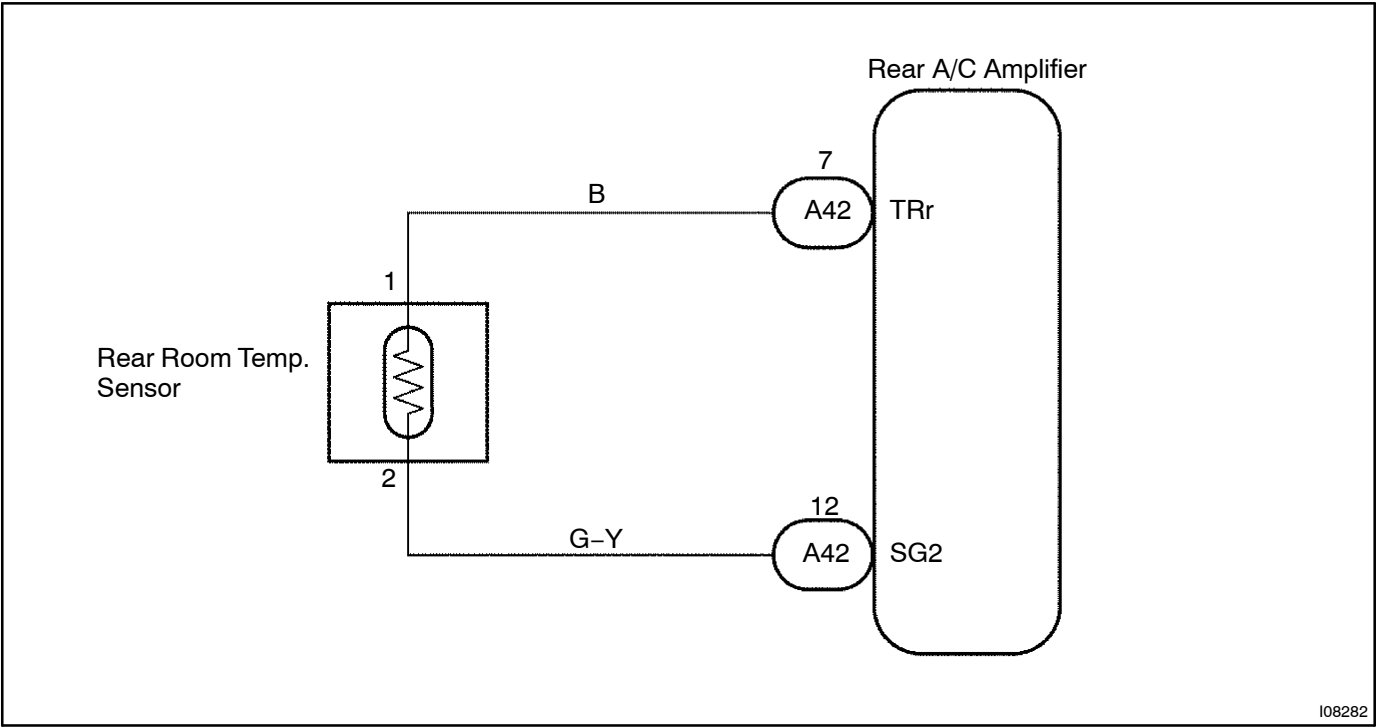 Rear A/C Amplifier
7
B
A42
TRr
1
Rear Room Temp.
Sensor
2
12
G–Y
A42
SG2
I08282